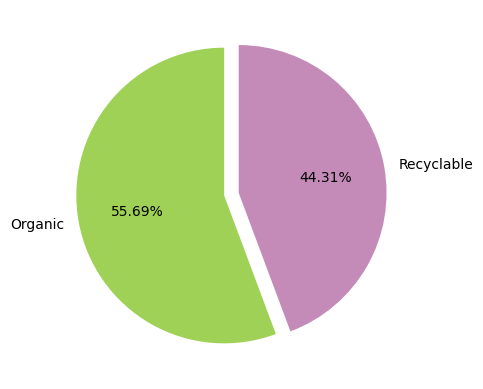 Recyclable
44.31%
55.69%
Organic